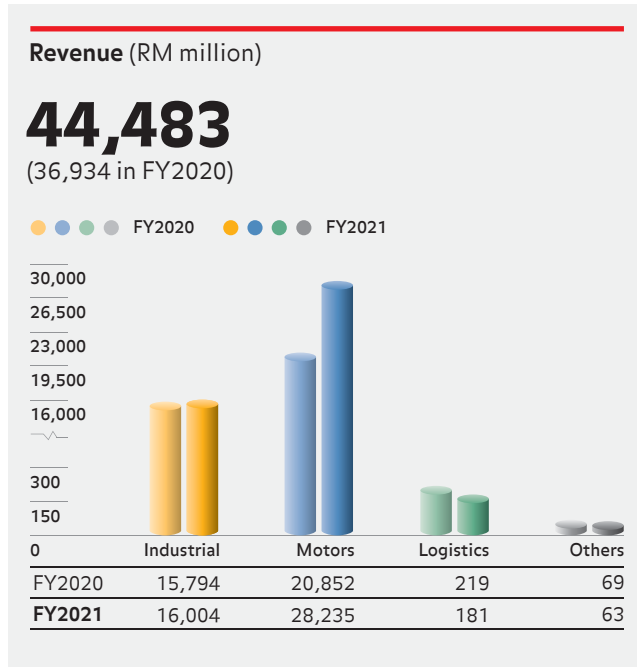 Revenue (RM million)
44,483
(36,934 in FY2020)
FY2020 FY2021
30,000
26,500
23,000
19,500
16,000
300
150
0 Industrial Motors Logistics Others
FY2020 15,794 20,852 219 69
FY2021 16,004 28,235 181 63